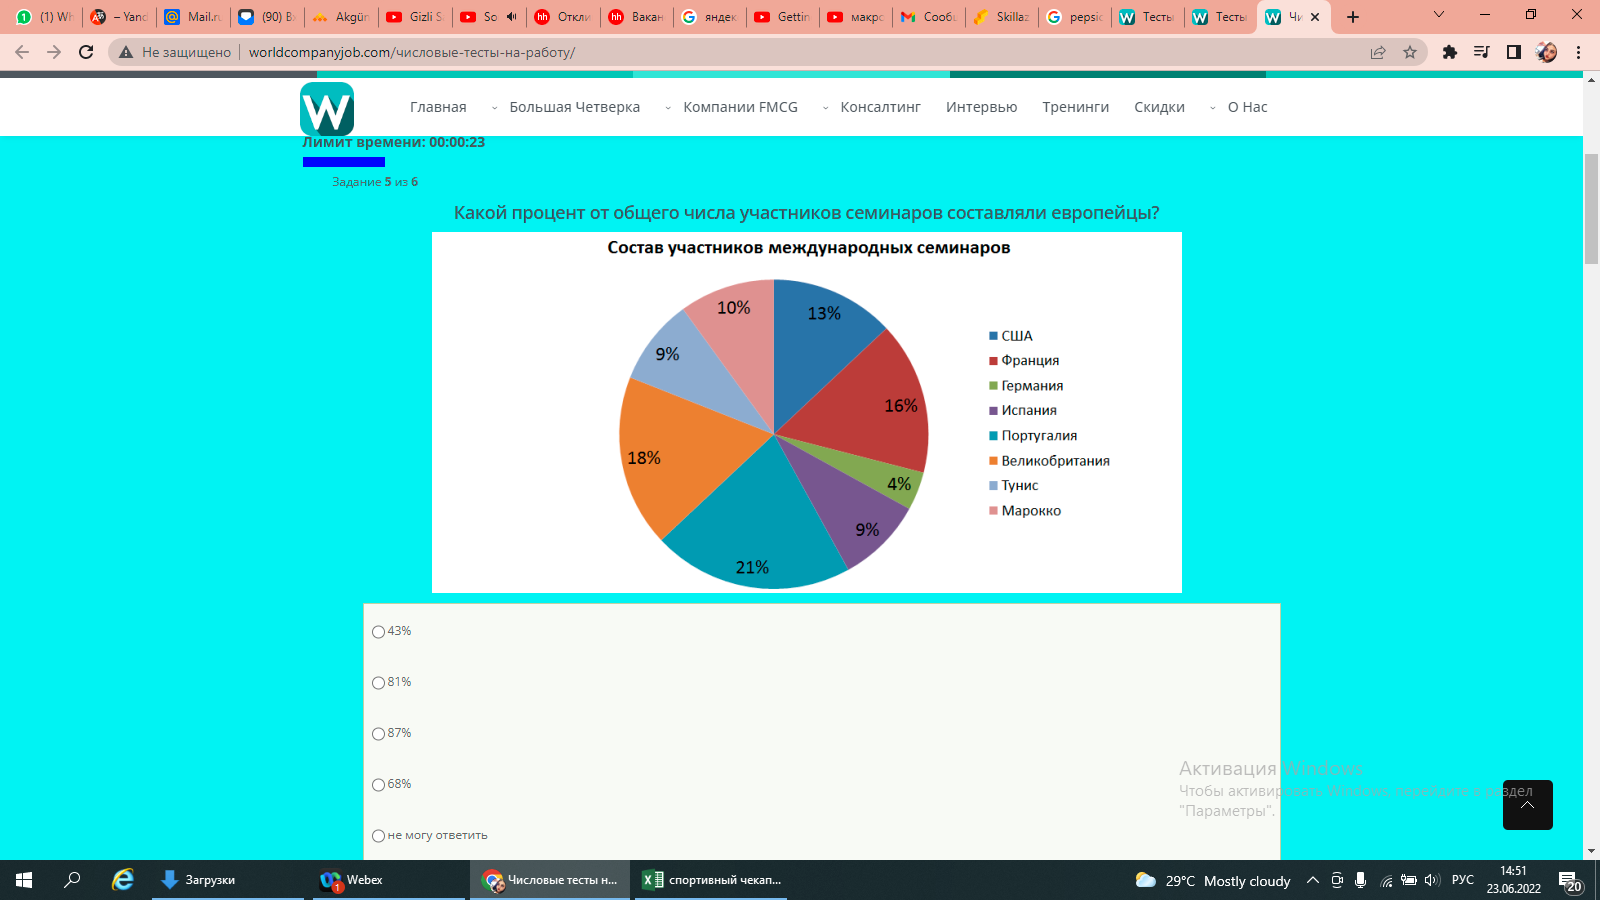 (1) Wh
– Yand
Mail.ru
(90) Вх
Akgün
Gizli S
So
hh Откли
hh Вакан
яндек
Gettin
макро
Сообщ
Skillaz
pepsic
Тесты
Тесты
Чи
Не защищено
worldcompanyjob.com/числовые-тесты-на-работу/
W
Главная Большая Четверка Компании FMCG Консалтинг Интервью Тренинги Скидки О Нас
Лимит времени: 00:00:23
Задание 5 из 6
Какой процент от общего числа участников семинаров составляли европейцы?
Состав участников международных семинаров
10%
13%
9%
16%
18%
4%
9%
21%
США
Франция
Германия
Испания
Португалия
Великобритания
Тунис
Марокко
43%
81%
87%
68%
не могу ответить
Активация Windows
Чтобы активировать Windows, перейдите в раздел
"Параметры".
Загрузки
1
Webex
Числовые тесты н...
спортивный чекап...
29°C Mostly cloudy
РУС
14:51
23.06.2022
20